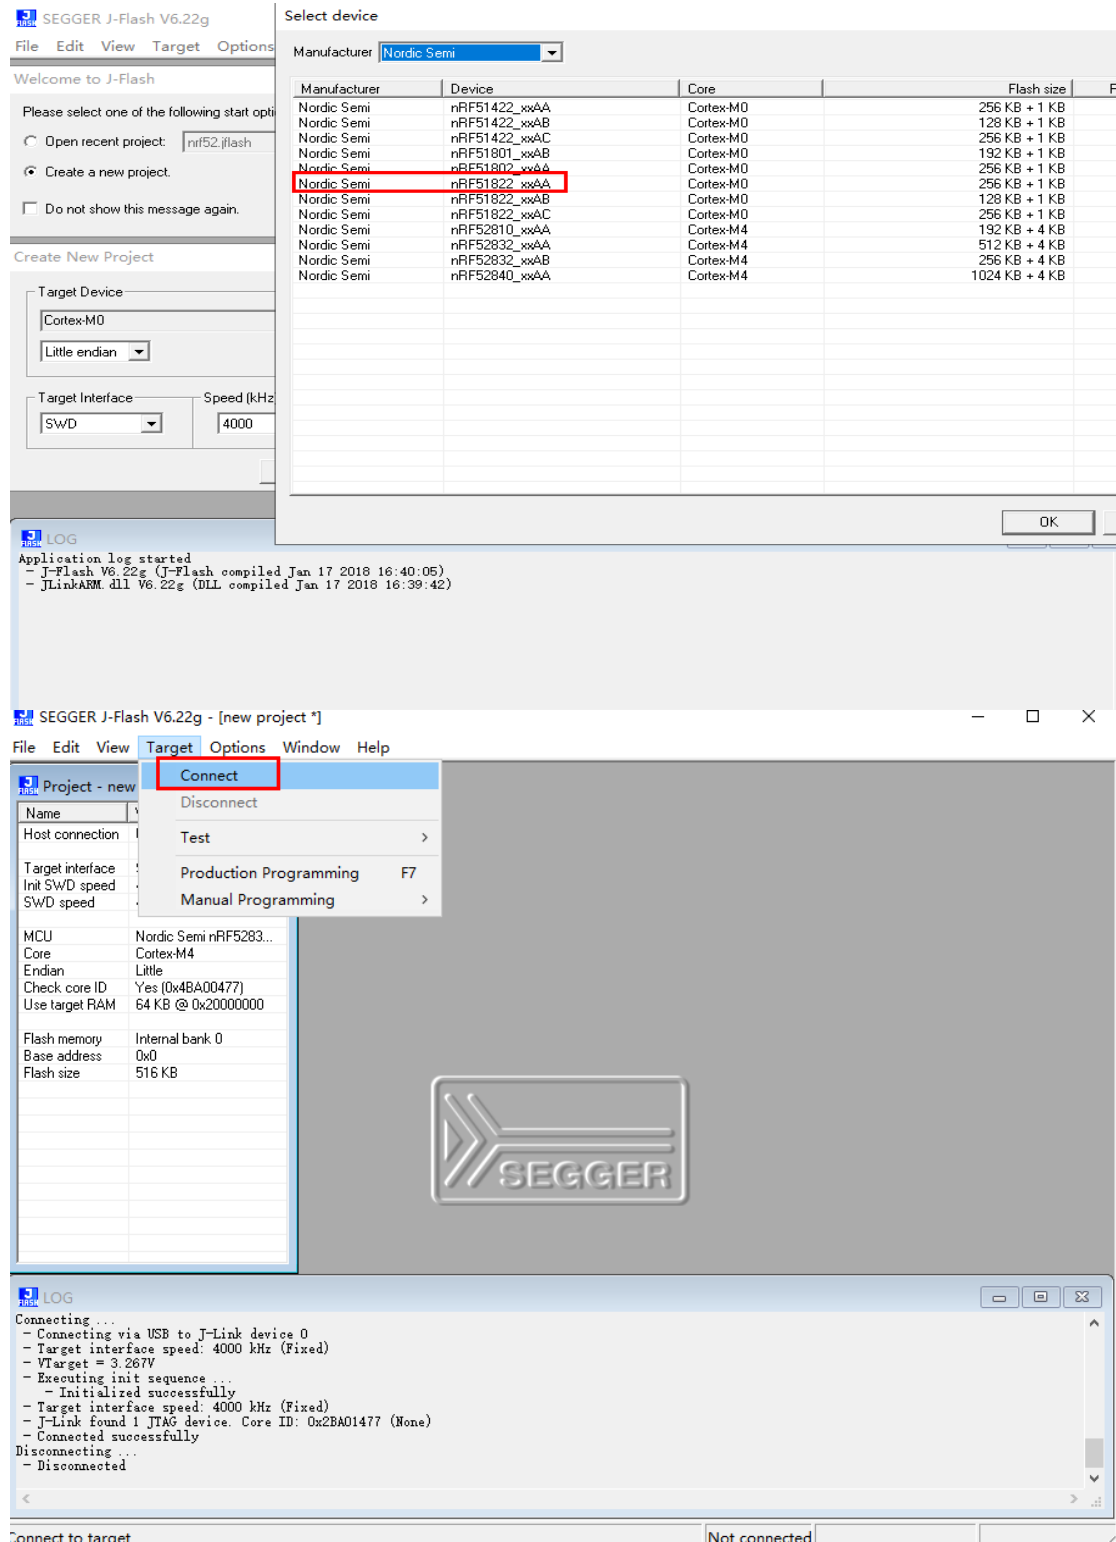 SEGGER J-Flash V6.22g
File Edit View Target Options
Welcome to J-Flash
Please select one of the following start opti
Open recent project: nrf52.jflash
Create a new project.
Do not show this message again.
Create New Project
Target Device
Cortex-M0
Little endian
Target Interface Speed (kHz
SWD 4000
Select device
Manufacturer Nordic Semi
Manufacturer Device Core Flash size F
Nordic Semi nRF51422_xxAA Cortex-M0 256 KB + 1 KB
Nordic Semi nRF51422_xxAB Cortex-M0 128 KB + 1 KB
Nordic Semi nRF51422_xxAC Cortex-M0 256 KB + 1 KB
Nordic Semi nRF51801_xxAB Cortex-M0 192 KB + 1 KB
Nordic Semi nRF51802_xxAA Cortex-M0 256 KB + 1 KB
Nordic Semi nRF51822_xxAA Cortex-M0 256 KB + 1 KB
Nordic Semi nRF51822_xxAB Cortex-M0 128 KB + 1 KB
Nordic Semi nRF51822_xxAC Cortex-M0 256 KB + 1 KB
Nordic Semi nRF52810_xxAA Cortex-M4 192 KB + 4 KB
Nordic Semi nRF52832_xxAA Cortex-M4 512 KB + 4 KB
Nordic Semi nRF52832_xxAB Cortex-M4 256 KB + 4 KB
Nordic Semi nRF52840_xxAA Cortex-M4 1024 KB + 4 KB
OK
LOG
Application log started
- J-Flash V6.22g (J-Flash compiled Jan 17 2018 16:40:05)
- JLinkARM.dll V6.22g (DLL compiled Jan 17 2018 16:39:42)
SEGGER J-Flash V6.22g - [new project *]
File Edit View Target Options Window Help
Connect
Disconnect
Test
Production Programming F7
Manual Programming
Project - new
Name
Host connection
Target interface
Init SWD speed
SWD speed
MCU Nordic Semi nRF5283...
Core Cortex-M4
Endian Little
Check core ID Yes (0x4BA00477)
Use target RAM 64 KB @ 0x20000000
Flash memory Internal bank 0
Base address 0x0
Flash size 516 KB
SEGGER
LOG
Connecting ...
- Connecting via USB to J-Link device 0
- Target interface speed: 4000 kHz (Fixed)
- VTarget = 3.267V
- Executing init sequence ...
- Initialized successfully
- Target interface speed: 4000 kHz (Fixed)
- J-Link found 1 JTAG device. Core ID: 0x2BA01477 (None)
- Connected successfully
Disconnecting ...
- Disconnected
Connect to target Not connected